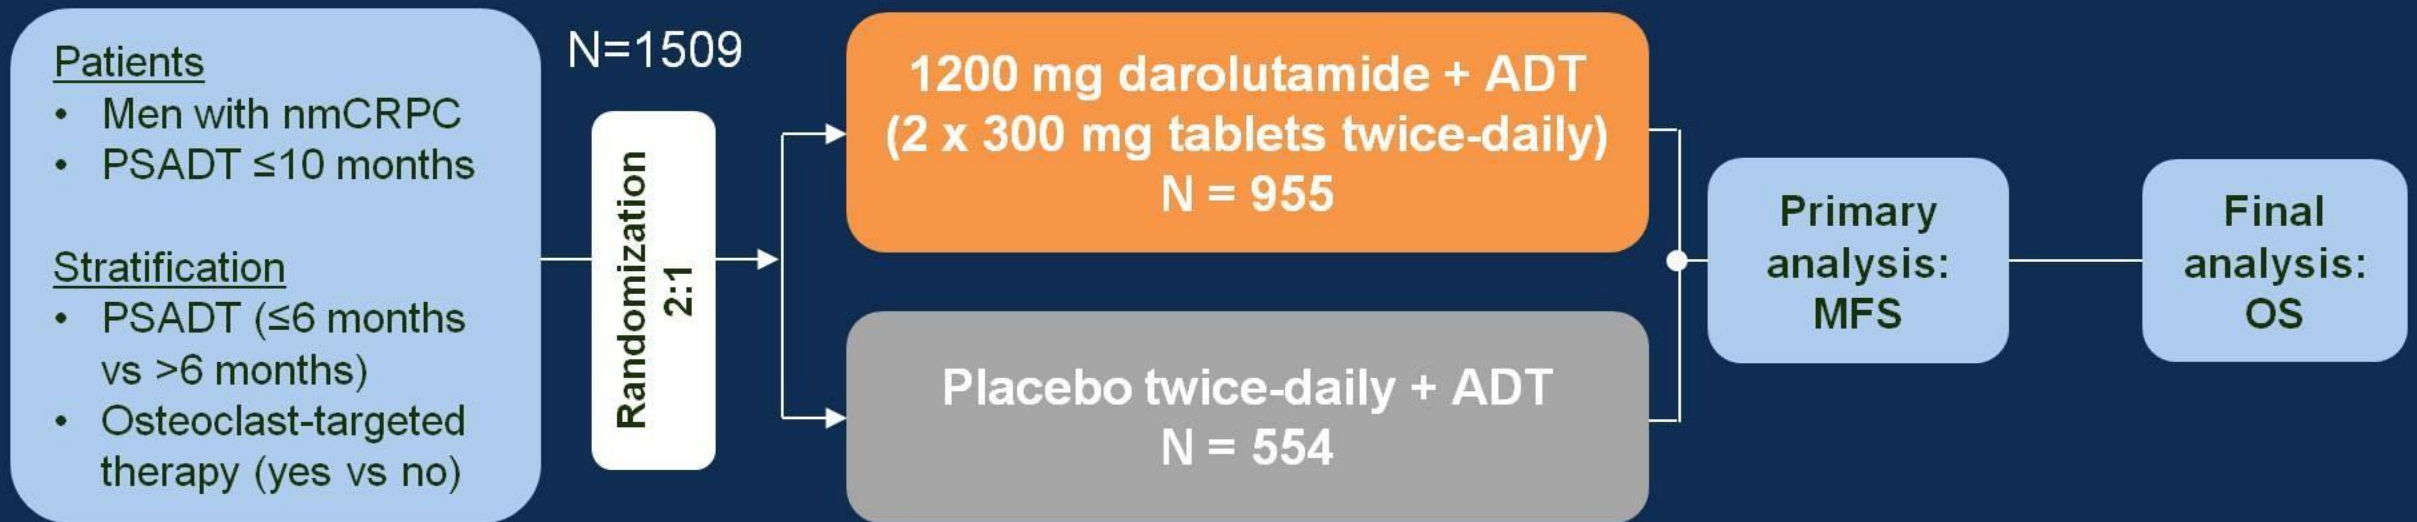 Patients
• Men with nmCRPC
• PSADT ≤10 months
Stratification
• PSADT (≤6 months
vs >6 months)
• Osteoclast-targeted
therapy (yes vs no)
N=1509
Randomization
2:1
1200 mg darolutamide + ADT
(2 x 300 mg tablets twice-daily)
N = 955
Placebo twice-daily + ADT
N = 554
Primary
analysis:
MFS
Final
analysis:
OS